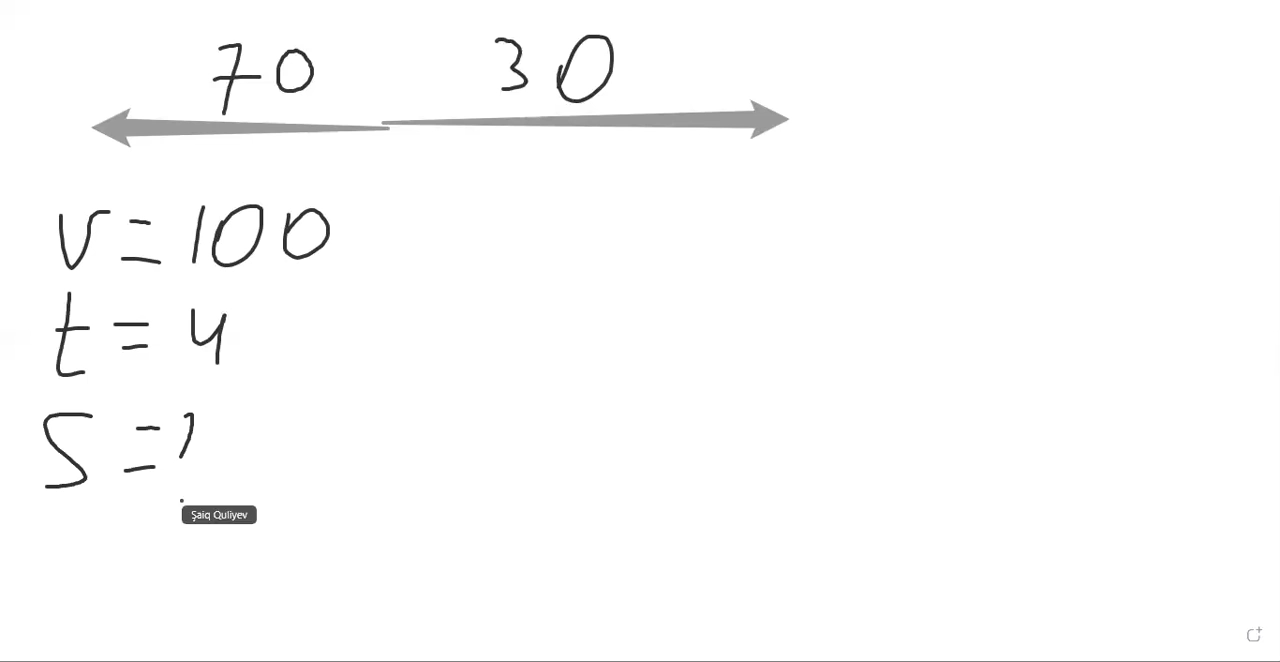 70 30
v = 100
t = 4
S = ?
Şaiq Quliyev